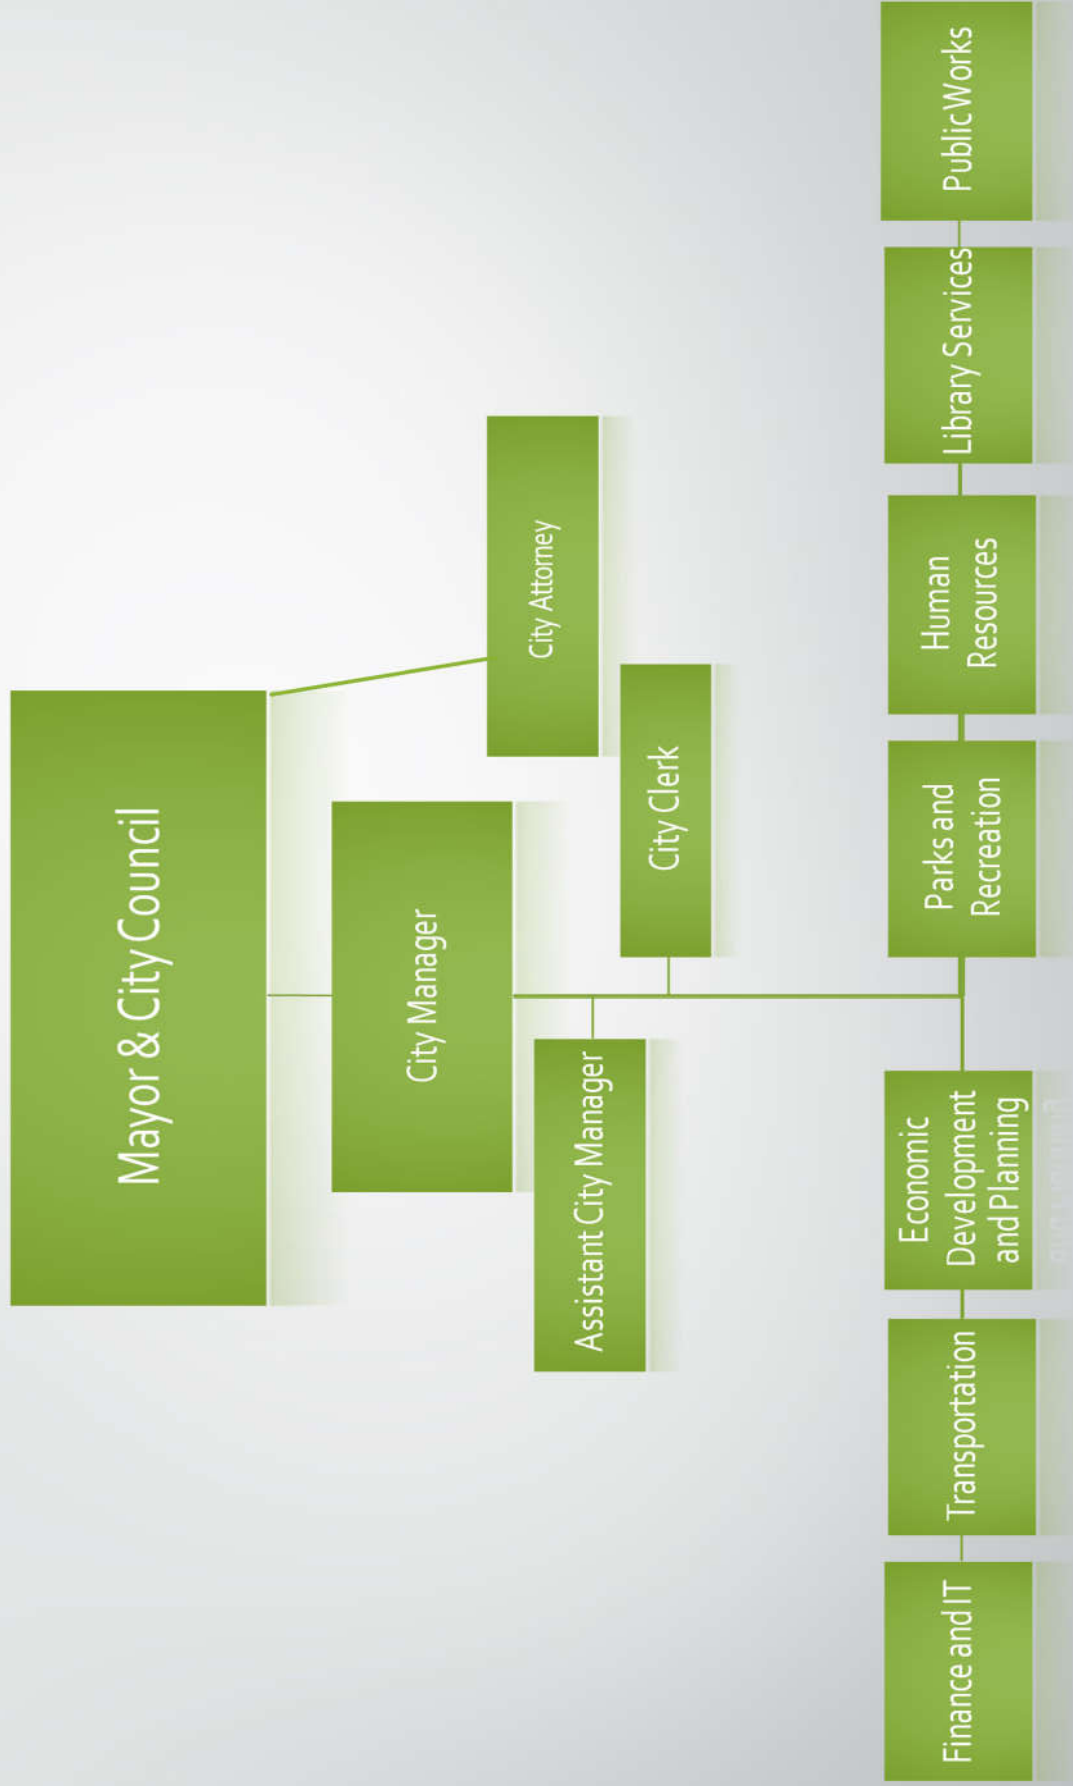 Mayor & City Council
City Manager
City Attorney
Assistant City Manager
City Clerk
Finance and IT
Transportation
Economic
Development
and Planning
Parks and
Recreation
Human
Resources
Library Services
Public Works